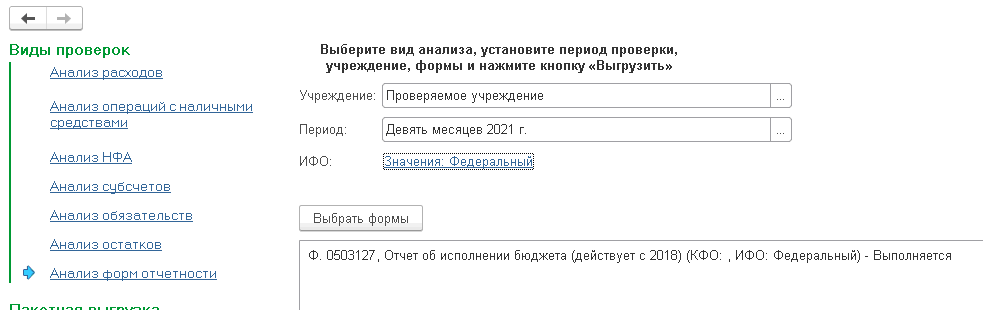 Виды проверок
Анализ расходов
Анализ операций с наличными
средствами
Анализ НФА
Анализ субсчетов
Анализ обязательств
Анализ остатков
Анализ форм отчетности
Пакетная выгрузка
Выберите вид анализа, установите период проверки,
учреждение, формы и нажмите кнопку «Выгрузить»
Учреждение: Проверяемое учреждение ...
Период: Девять месяцев 2021 г. ...
ИФО: Значения: Федеральный
Выбрать формы
Ф. 0503127, Отчет об исполнении бюджета (действует с 2018) (КФО: , ИФО: Федеральный) - Выполняется